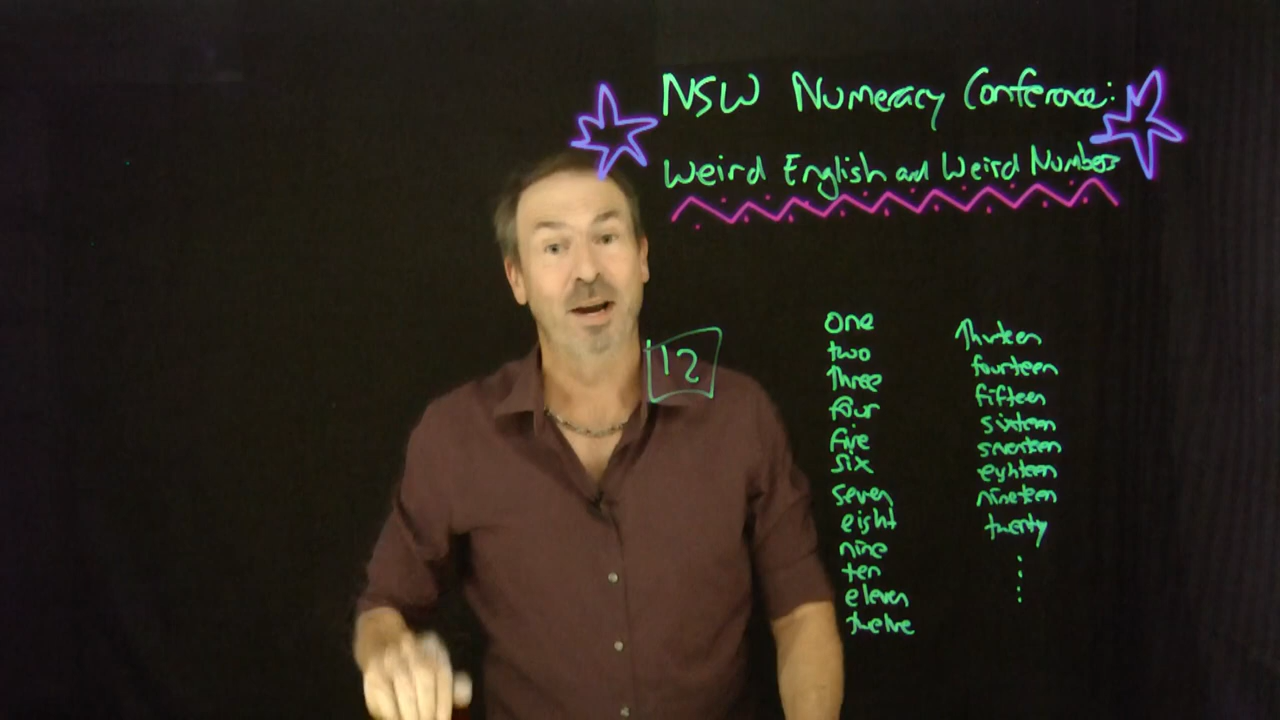 NSW Numeracy Conference:
Weird English and Weird Numbers
12
one
two
three
four
five
six
seven
eight
nine
ten
eleven
twelve
Thirteen
fourteen
fifteen
sixteen
seventeen
eyhteen
nineteen
twenty